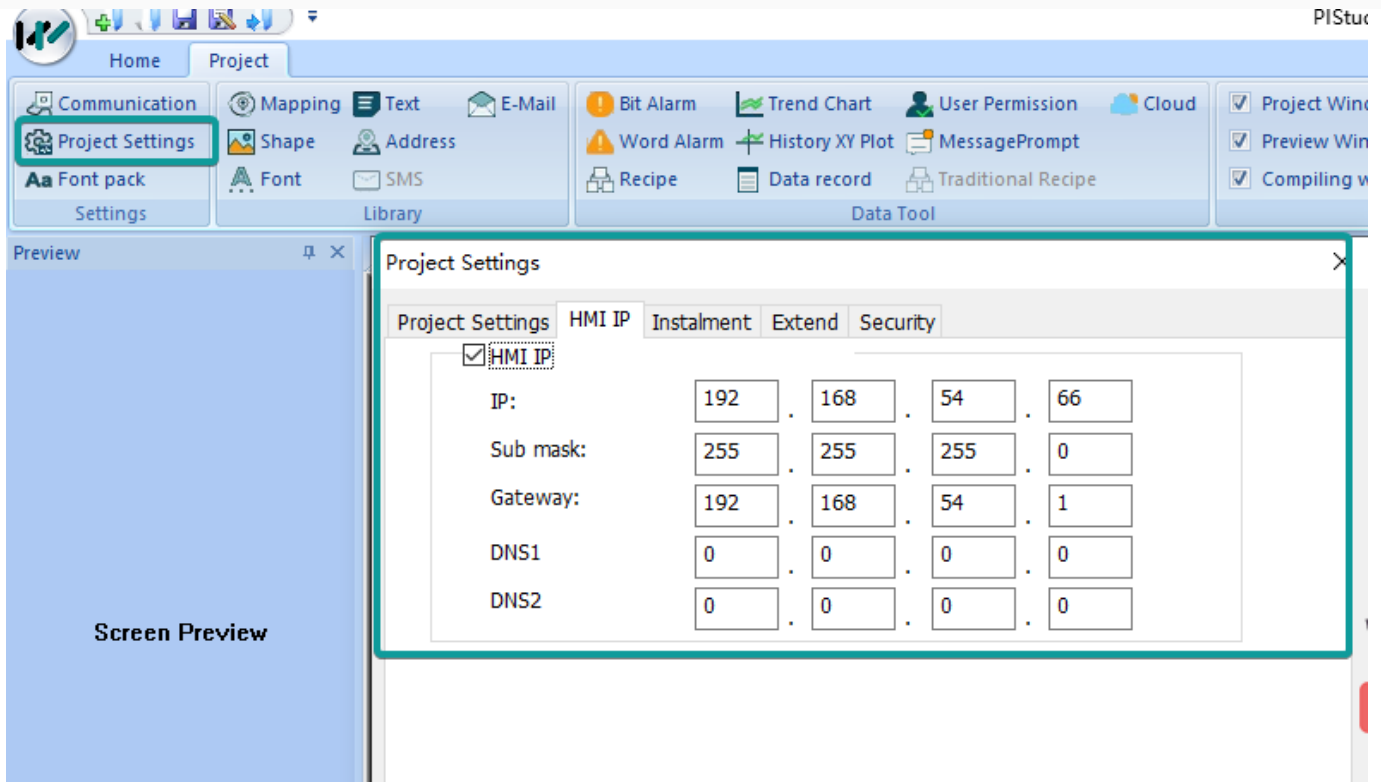 PIStu
Home Project
Communication Mapping Text E-Mail Bit Alarm Trend Chart User Permission Cloud Project Wind
Project Settings Shape Address Word Alarm History XY Plot MessagePrompt Preview Win
Aa Font pack Font SMS Recipe Data record Traditional Recipe Compiling w
Settings Library Data Tool
Preview
Project Settings
Project Settings HMI IP Instalment Extend Security
HMI IP
IP: 192 . 168 . 54 . 66
Sub mask: 255 . 255 . 255 . 0
Gateway: 192 . 168 . 54 . 1
DNS1 0 . 0 . 0 . 0
DNS2 0 . 0 . 0 . 0
Screen Preview